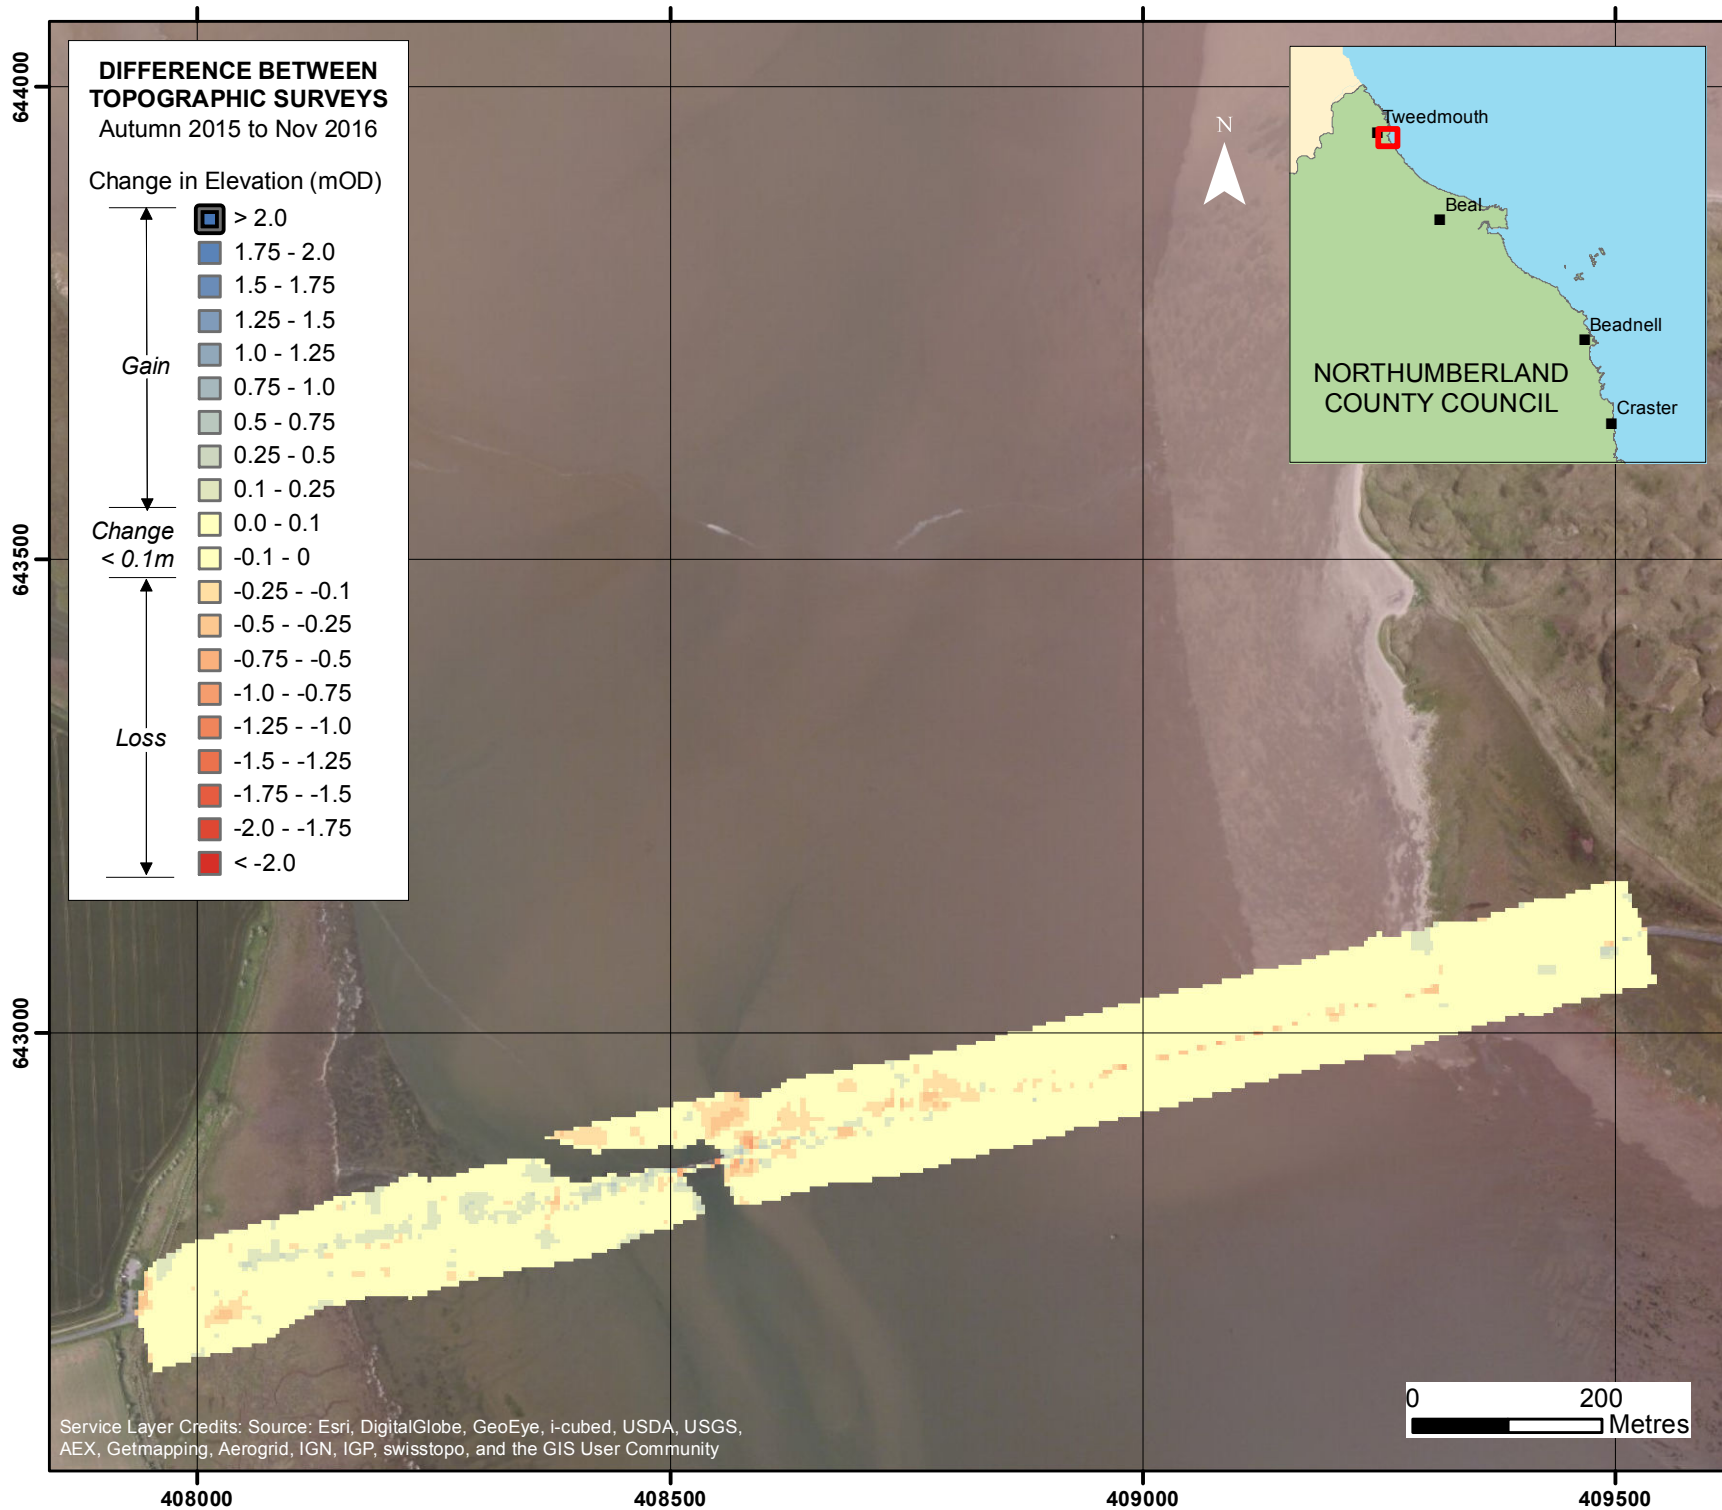 DIFFERENCE BETWEEN
TOPOGRAPHIC SURVEYS
Autumn 2015 to Nov 2016
Change in Elevation (mOD)
> 2.0
1.75 - 2.0
1.5 - 1.75
1.25 - 1.5
1.0 - 1.25
Gain
0.75 - 1.0
0.5 - 0.75
0.25 - 0.5
0.1 - 0.25
Change
< 0.1m
0.0 - 0.1
-0.1 - 0
-0.25 - -0.1
-0.5 - -0.25
-0.75 - -0.5
-1.0 - -0.75
-1.25 - -1.0
Loss
-1.5 - -1.25
-1.75 - -1.5
-2.0 - -1.75
< -2.0
N
Tweedmouth
Beal
Beadnell
NORTHUMBERLAND
COUNTY COUNCIL
Craster
644000
643500
643000
0 200
Metres
Service Layer Credits: Source: Esri, DigitalGlobe, GeoEye, i-cubed, USDA, USGS,
AEX, Getmapping, Aerogrid, IGN, IGP, swisstopo, and the GIS User Community
408000 408500 409000 409500